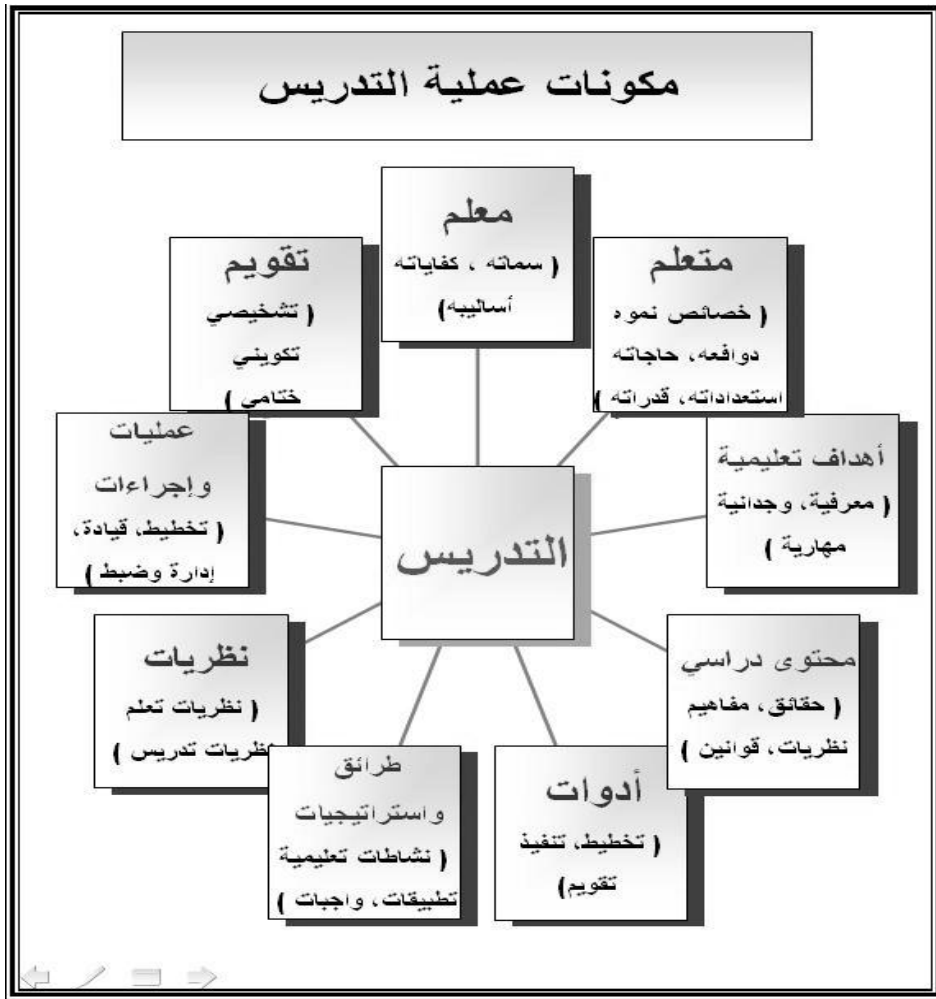 مكونات عملية التدريس
معلم
( سماته ، كفاياته
أساليبه)
متعلم
( خصائص نموه
دوافعه، حاجاته
استعداداته، قدراته )
أهداف تعليمية
( معرفية، وجدانية
مهارية )
محتوى دراسي
( حقائق، مفاهيم
نظريات، قوانين )
أدوات
( تخطيط، تنفيذ
تقويم)
طرائق
واستراتيجيات
( نشاطات تعليمية
تطبيقات، واجبات )
نظريات
( نظريات تعلم
نظريات تدريس )
عمليات
وإجراءات
( تخطيط، قيادة،
إدارة وضبط )
تقويم
( تشخيصي
تكويني
ختامي )
التدريس